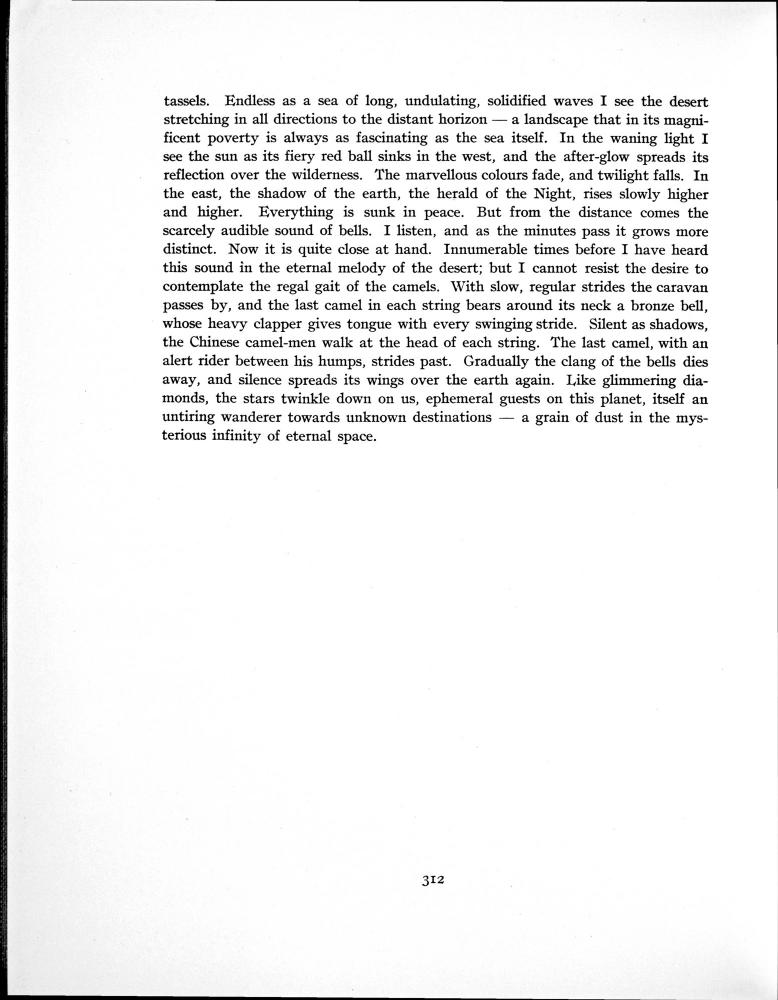 tassels. Endless as a sea of long, undulating, solidified waves I see the desert
stretching in all directions to the distant horizon — a landscape that in its magni-
ficent poverty is always as fascinating as the sea itself. In the waning light I
see the sun as its fiery red ball sinks in the west, and the after-glow spreads its
reflection over the wilderness. The marvellous colours fade, and twilight falls. In
the east, the shadow of the earth, the herald of the Night, rises slowly higher
and higher. Everything is sunk in peace. But from the distance comes the
scarcely audible sound of bells. I listen, and as the minutes pass it grows more
distinct. Now it is quite close at hand. Innumerable times before I have heard
this sound in the eternal melody of the desert; but I cannot resist the desire to
contemplate the regal gait of the camels. With slow, regular strides the caravan
passes by, and the last camel in each string bears around its neck a bronze bell,
whose heavy clapper gives tongue with every swinging stride. Silent as shadows,
the Chinese camel-men walk at the head of each string. The last camel, with an
alert rider between his humps, strides past. Gradually the clang of the bells dies
away, and silence spreads its wings over the earth again. Like glimmering dia-
monds, the stars twinkle down on us, ephemeral guests on this planet, itself an
untiring wanderer towards unknown destinations — a grain of dust in the mys-
terious infinity of eternal space.
312